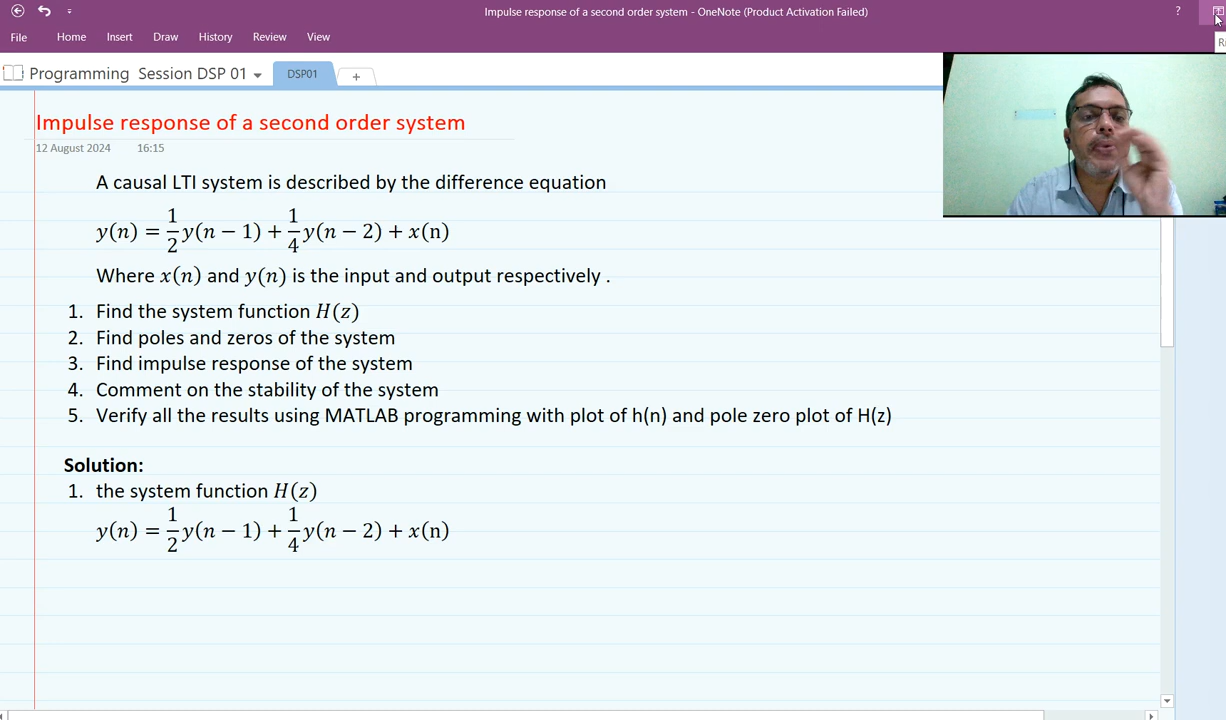 Impulse response of a second order system - OneNote (Product Activation Failed)
?
File Home Insert Draw History Review View
Programming Session DSP 01 DSP01 +
Impulse response of a second order system
12 August 2024 16:15
A causal LTI system is described by the difference equation
y(n) = 1/2 y(n − 1) + 1/4 y(n − 2) + x(n)
Where x(n) and y(n) is the input and output respectively .
1. Find the system function H(z)
2. Find poles and zeros of the system
3. Find impulse response of the system
4. Comment on the stability of the system
5. Verify all the results using MATLAB programming with plot of h(n) and pole zero plot of H(z)
Solution:
1. the system function H(z)
y(n) = 1/2 y(n − 1) + 1/4 y(n − 2) + x(n)